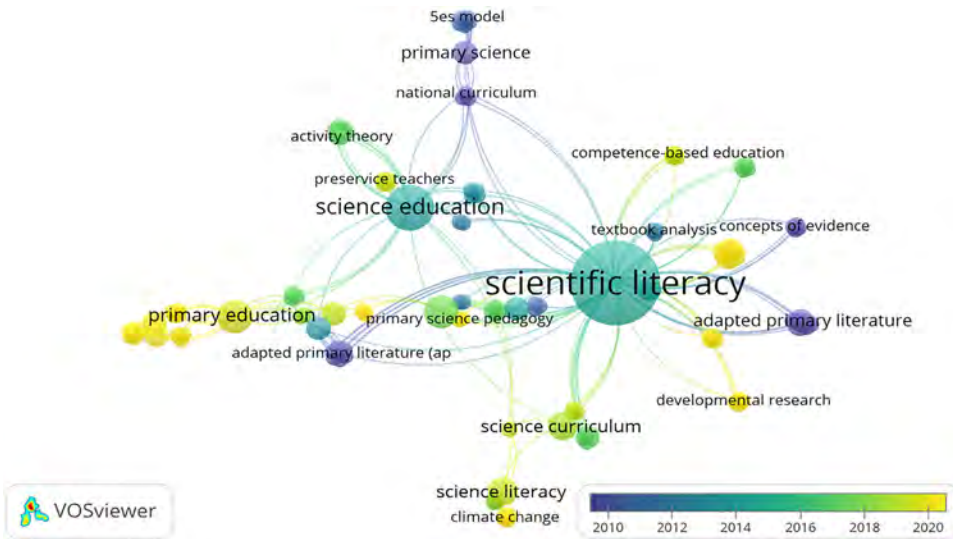 5es model
primary science
national curriculum
activity theory
competence-based education
preservice teachers
science education
textbook analysis
concepts of evidence
scientific literacy
primary education
primary science pedagogy
adapted primary literature
adapted primary literature (ap
developmental research
science curriculum
science literacy
climate change
VOSviewer
2010 2012 2014 2016 2018 2020